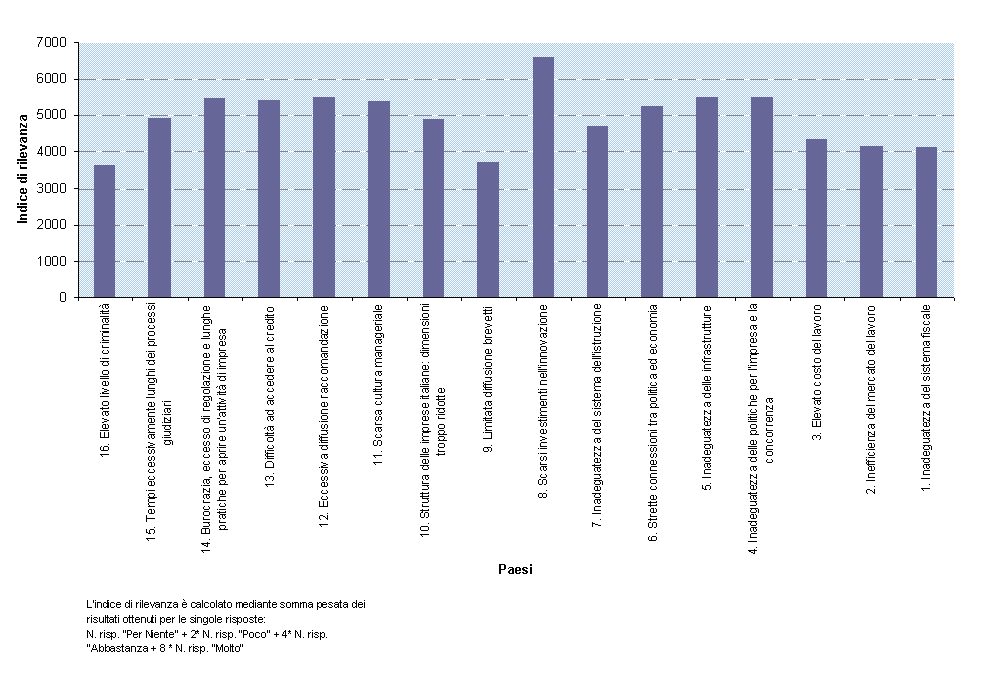 7000
6000
5000
4000
3000
2000
1000
0
Indice di rilevanza
16. Elevato livello di criminalità
15. Tempi eccessivamente lunghi dei processi
giudiziari
14. Burocrazia, eccesso di regolazione e lunghe
pratiche per aprire un'attività di impresa
13. Difficoltà ad accedere al credito
12. Eccessiva diffusione raccomandazione
11. Scarsa cultura manageriale
10. Struttura delle imprese italiane: dimensioni
troppo ridotte
9. Limitata diffusione brevetti
8. Scarsi investimenti nell'innovazione
7. Inadeguatezza del sistema dell'istruzione
6. Strette connessioni tra politica ed economia
5. Inadeguatezza delle infrastrutture
4. Inadeguatezza delle politiche per l'impresa e la
concorrenza
3. Elevato costo del lavoro
2. Inefficienza del mercato del lavoro
1. Inadeguatezza del sistema fiscale
Paesi
L'indice di rilevanza è calcolato mediante somma pesata dei
risultati ottenuti per le singole risposte:
N. risp. "Per Niente" + 2* N. risp. "Poco" + 4* N. risp.
"Abbastanza + 8 * N. risp. "Molto"